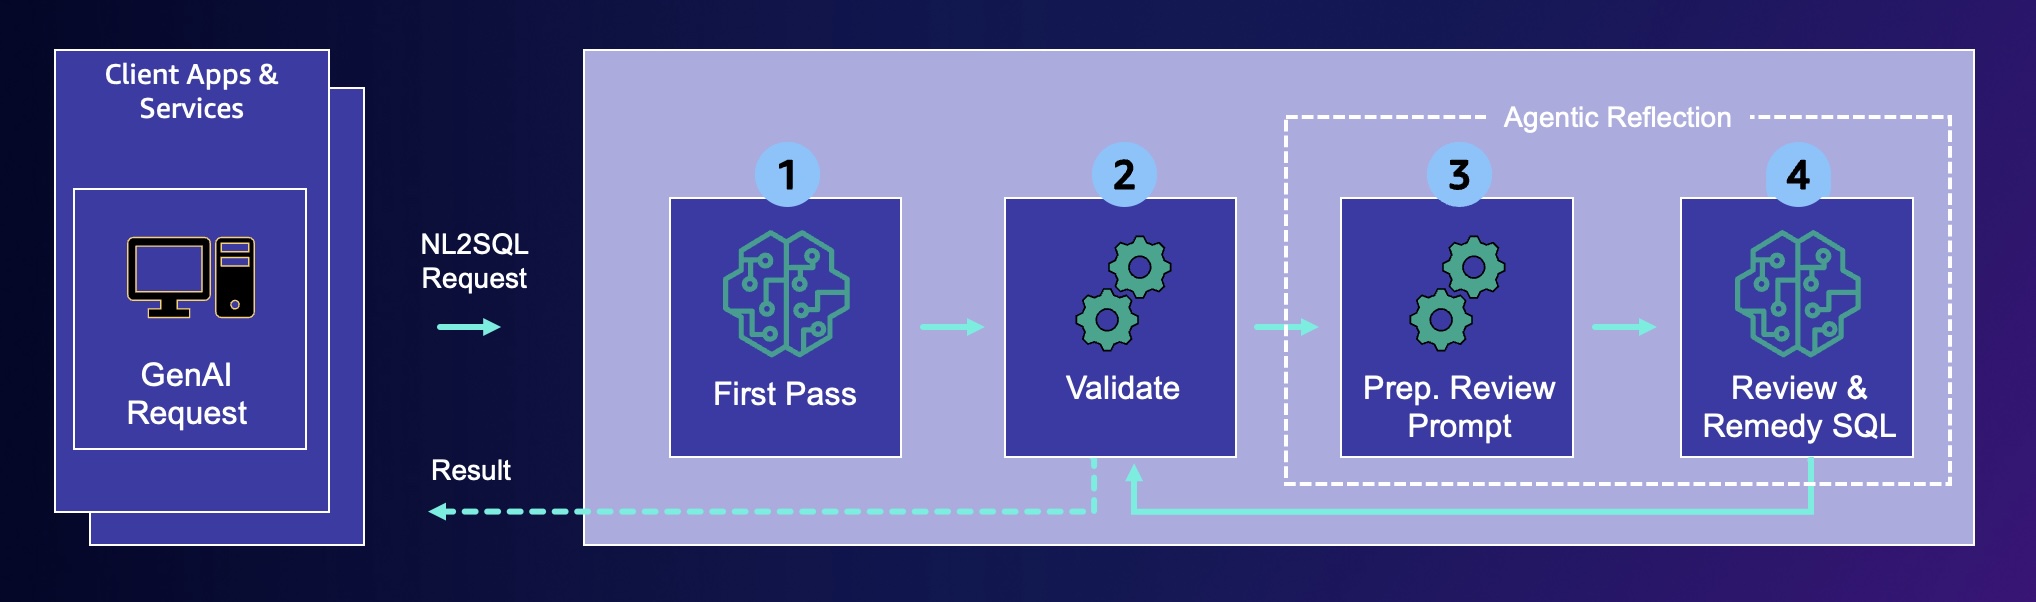 Client Apps &
Services
GenAI
Request
NL2SQL
Request
Result
Agentic Reflection
1
First Pass
2
Validate
3
Prep. Review
Prompt
4
Review &
Remedy SQL